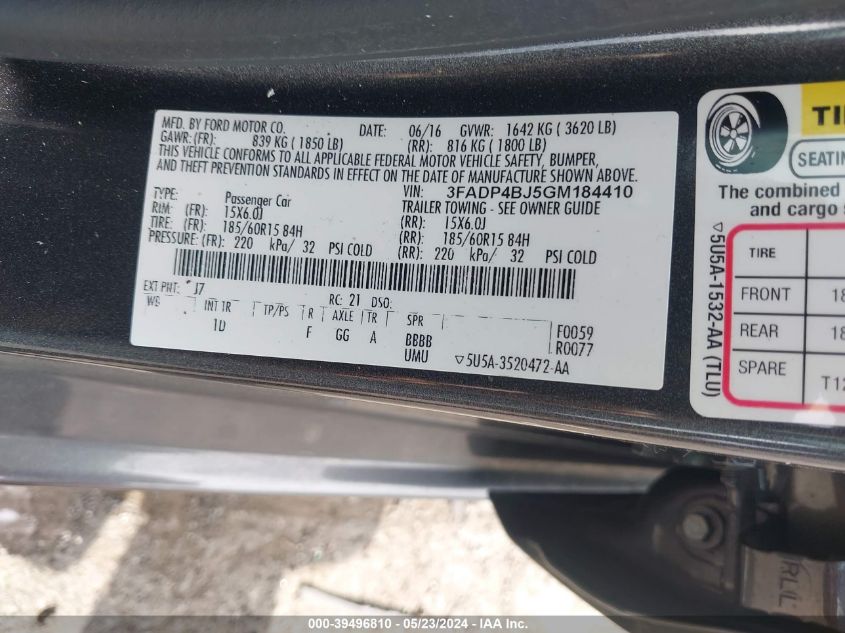 MFD. BY FORD MOTOR CO. DATE: 06/16 GVWR: 1642 KG ( 3620 LB)
GAWR: (FR): 839 KG ( 1850 LB) (RR): 816 KG ( 1800 LB)
THIS VEHICLE CONFORMS TO ALL APPLICABLE FEDERAL MOTOR VEHICLE SAFETY, BUMPER,
AND THEFT PREVENTION STANDARDS IN EFFECT ON THE DATE OF MANUFACTURE SHOWN ABOVE.
VIN: 3FADP4BJ5GM184410
TYPE: Passenger Car TRAILER TOWING - SEE OWNER GUIDE
RIM: (FR): 15X6.0J (RR): 15X6.0J
TIRE: (FR): 185/60R15 84H (RR): 185/60R15 84H
PRESSURE: (FR): 220 kPa/ 32 PSI COLD (RR): 220 kPa/ 32 PSI COLD
EXT PNT: J7 RC: 21 DSO:
WB INT TR TP/PS R AXLE TR SPR
1D F GG A BBBB
UMU
F0059
R0077
▽5U5A-3520472-AA
TI
SEATIN
The combined
and cargo
TIRE
FRONT 18
REAR 18
SPARE T12
▽5U5A-1532-AA (TLU)
000-39496810 - 05/23/2024 - IAA Inc.